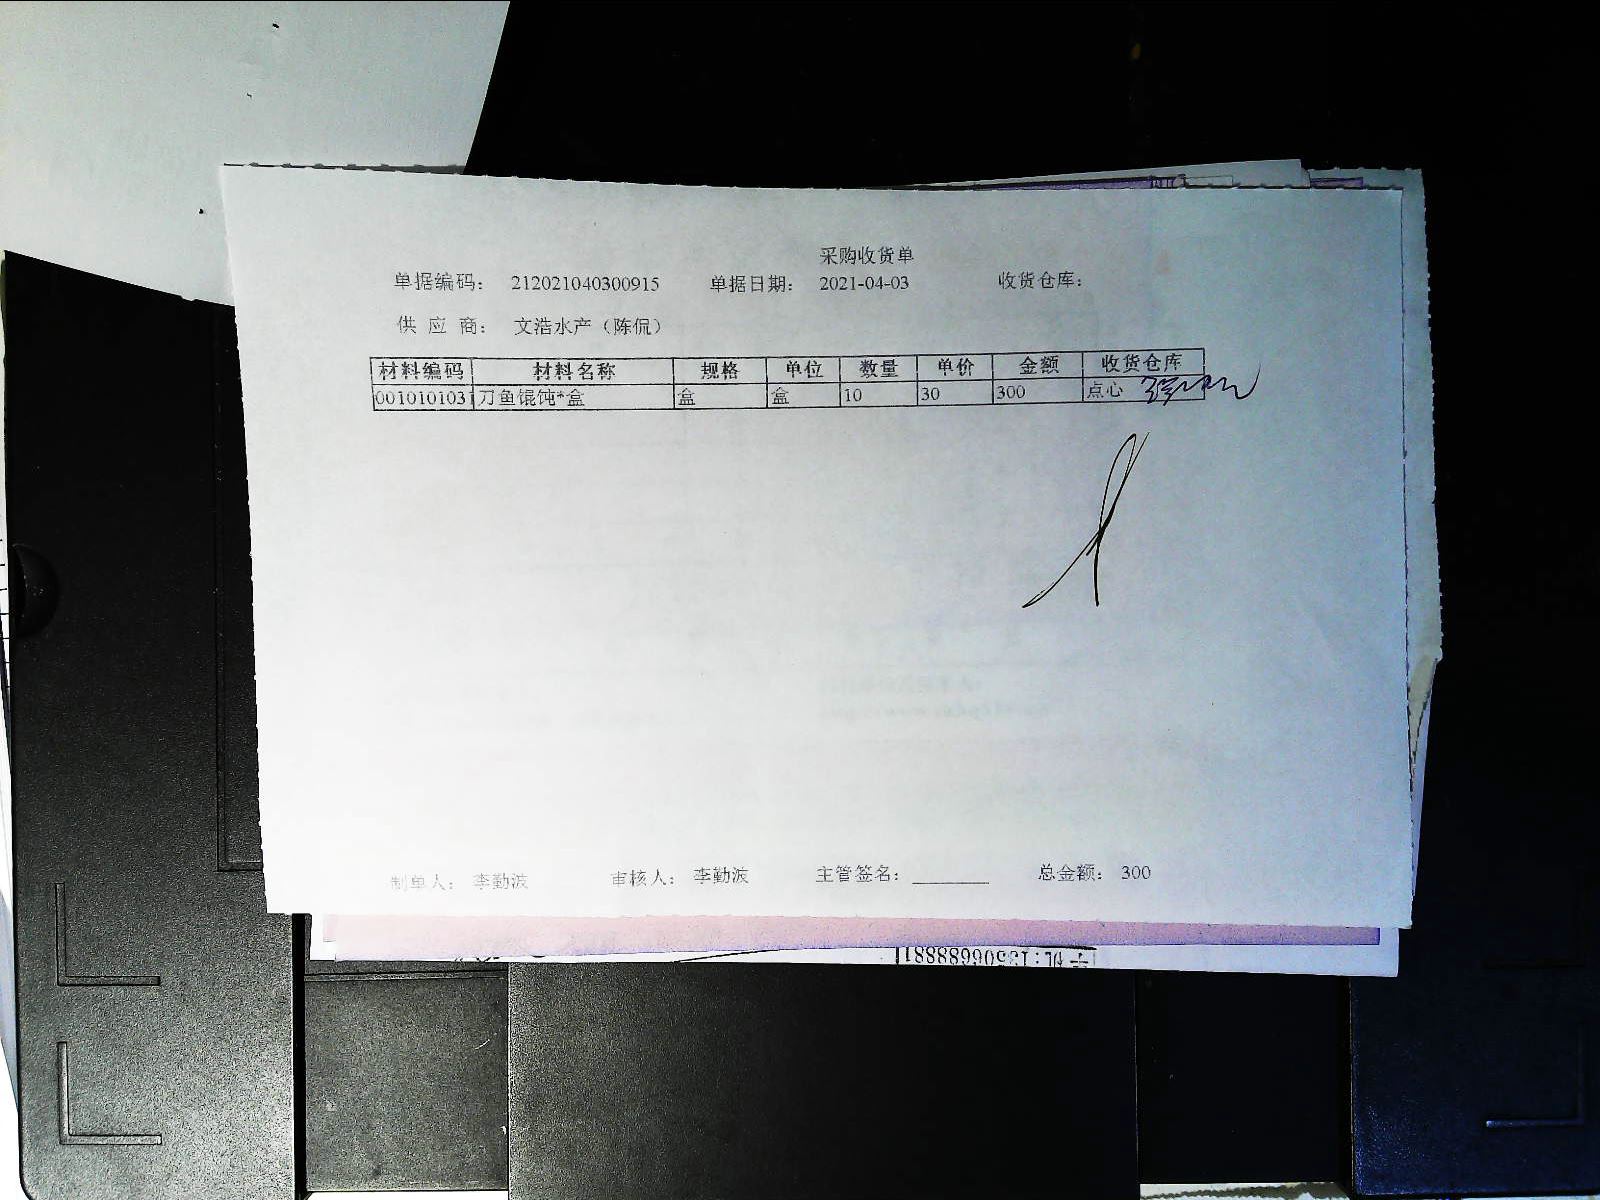 采购收货单
单据编码： 212021040300915 单据日期： 2021-04-03 收货仓库：
供 应 商： 文浩水产（陈侃）
材料编码 材料名称 规格 单位 数量 单价 金额 收货仓库
001010103 刀鱼馄饨*盒 盒 盒 10 30 300 点心
制单人： 李勤波 审核人： 李勤波 主管签名： ________ 总金额： 300
手机:13506688881